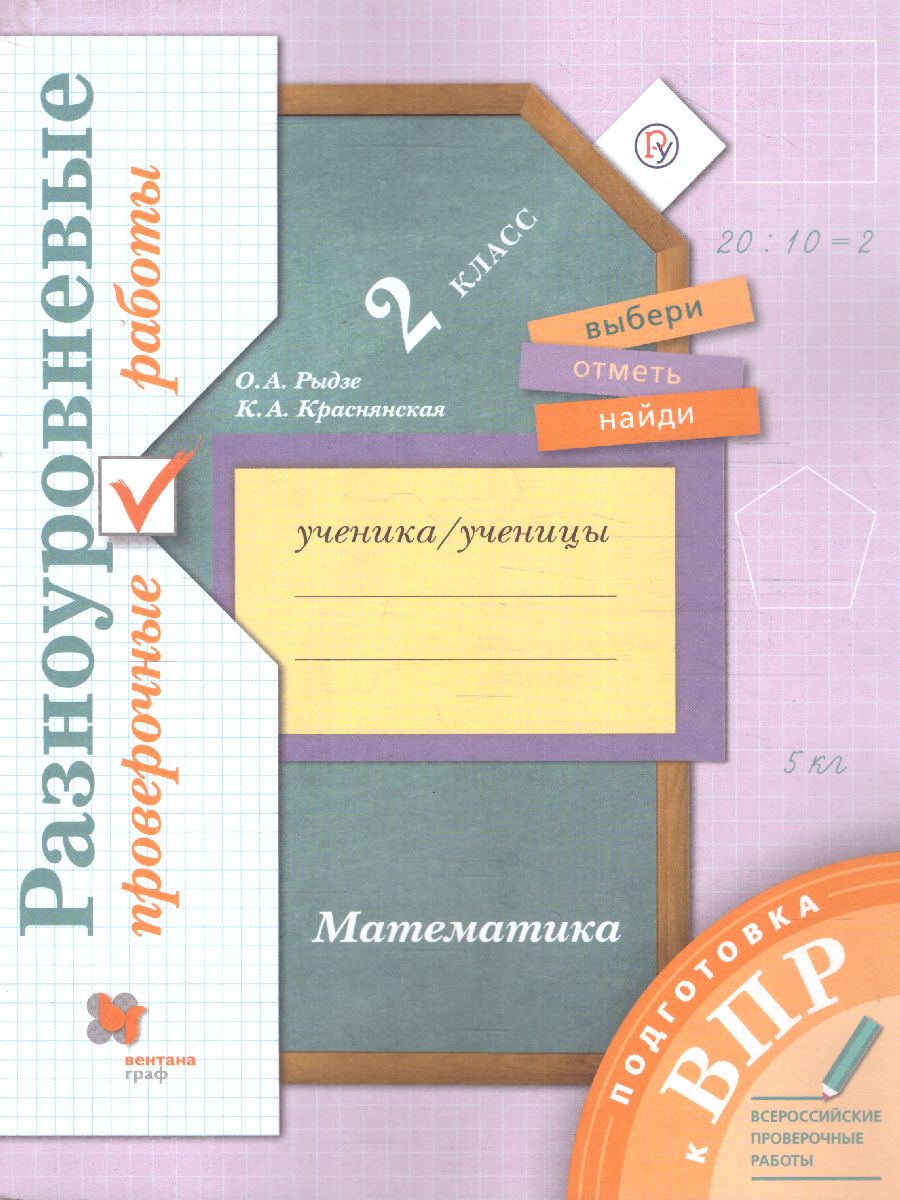 Разноуровневые
проверочные работы
2 КЛАСС
О. А. Рыдзе
К. А. Краснянская
РУ
20 : 10 = 2
выбери
отметь
найди
ученика/ученицы
5 кг
Математика
вентана
граф
ПОДГОТОВКА
к ВПР
ВСЕРОССИЙСКИЕ
ПРОВЕРОЧНЫЕ
РАБОТЫ